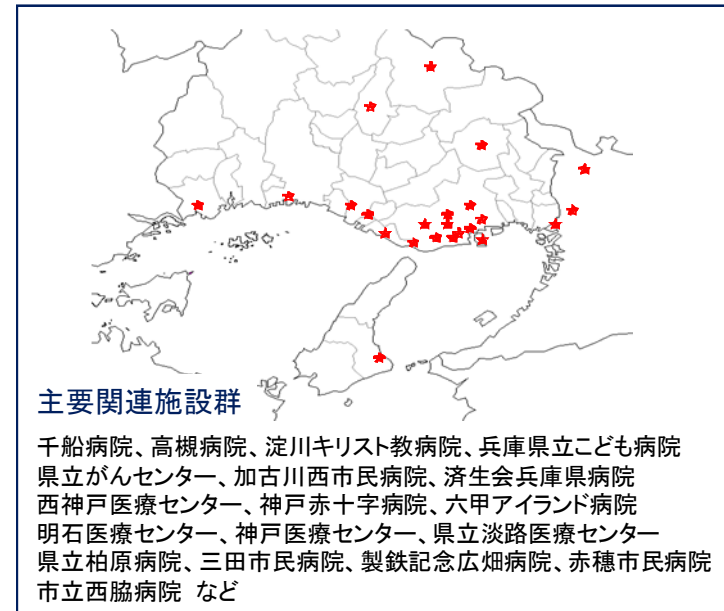 主要関連施設群
千船病院、高槻病院、淀川キリスト教病院、兵庫県立こども病院
県立がんセンター、加古川西市民病院、済生会兵庫県病院
西神戸医療センター、神戸赤十字病院、六甲アイランド病院
明石医療センター、神戸医療センター、県立淡路医療センター
県立柏原病院、三田市民病院、製鉄記念広畑病院、赤穂市民病院
市立西脇病院 など